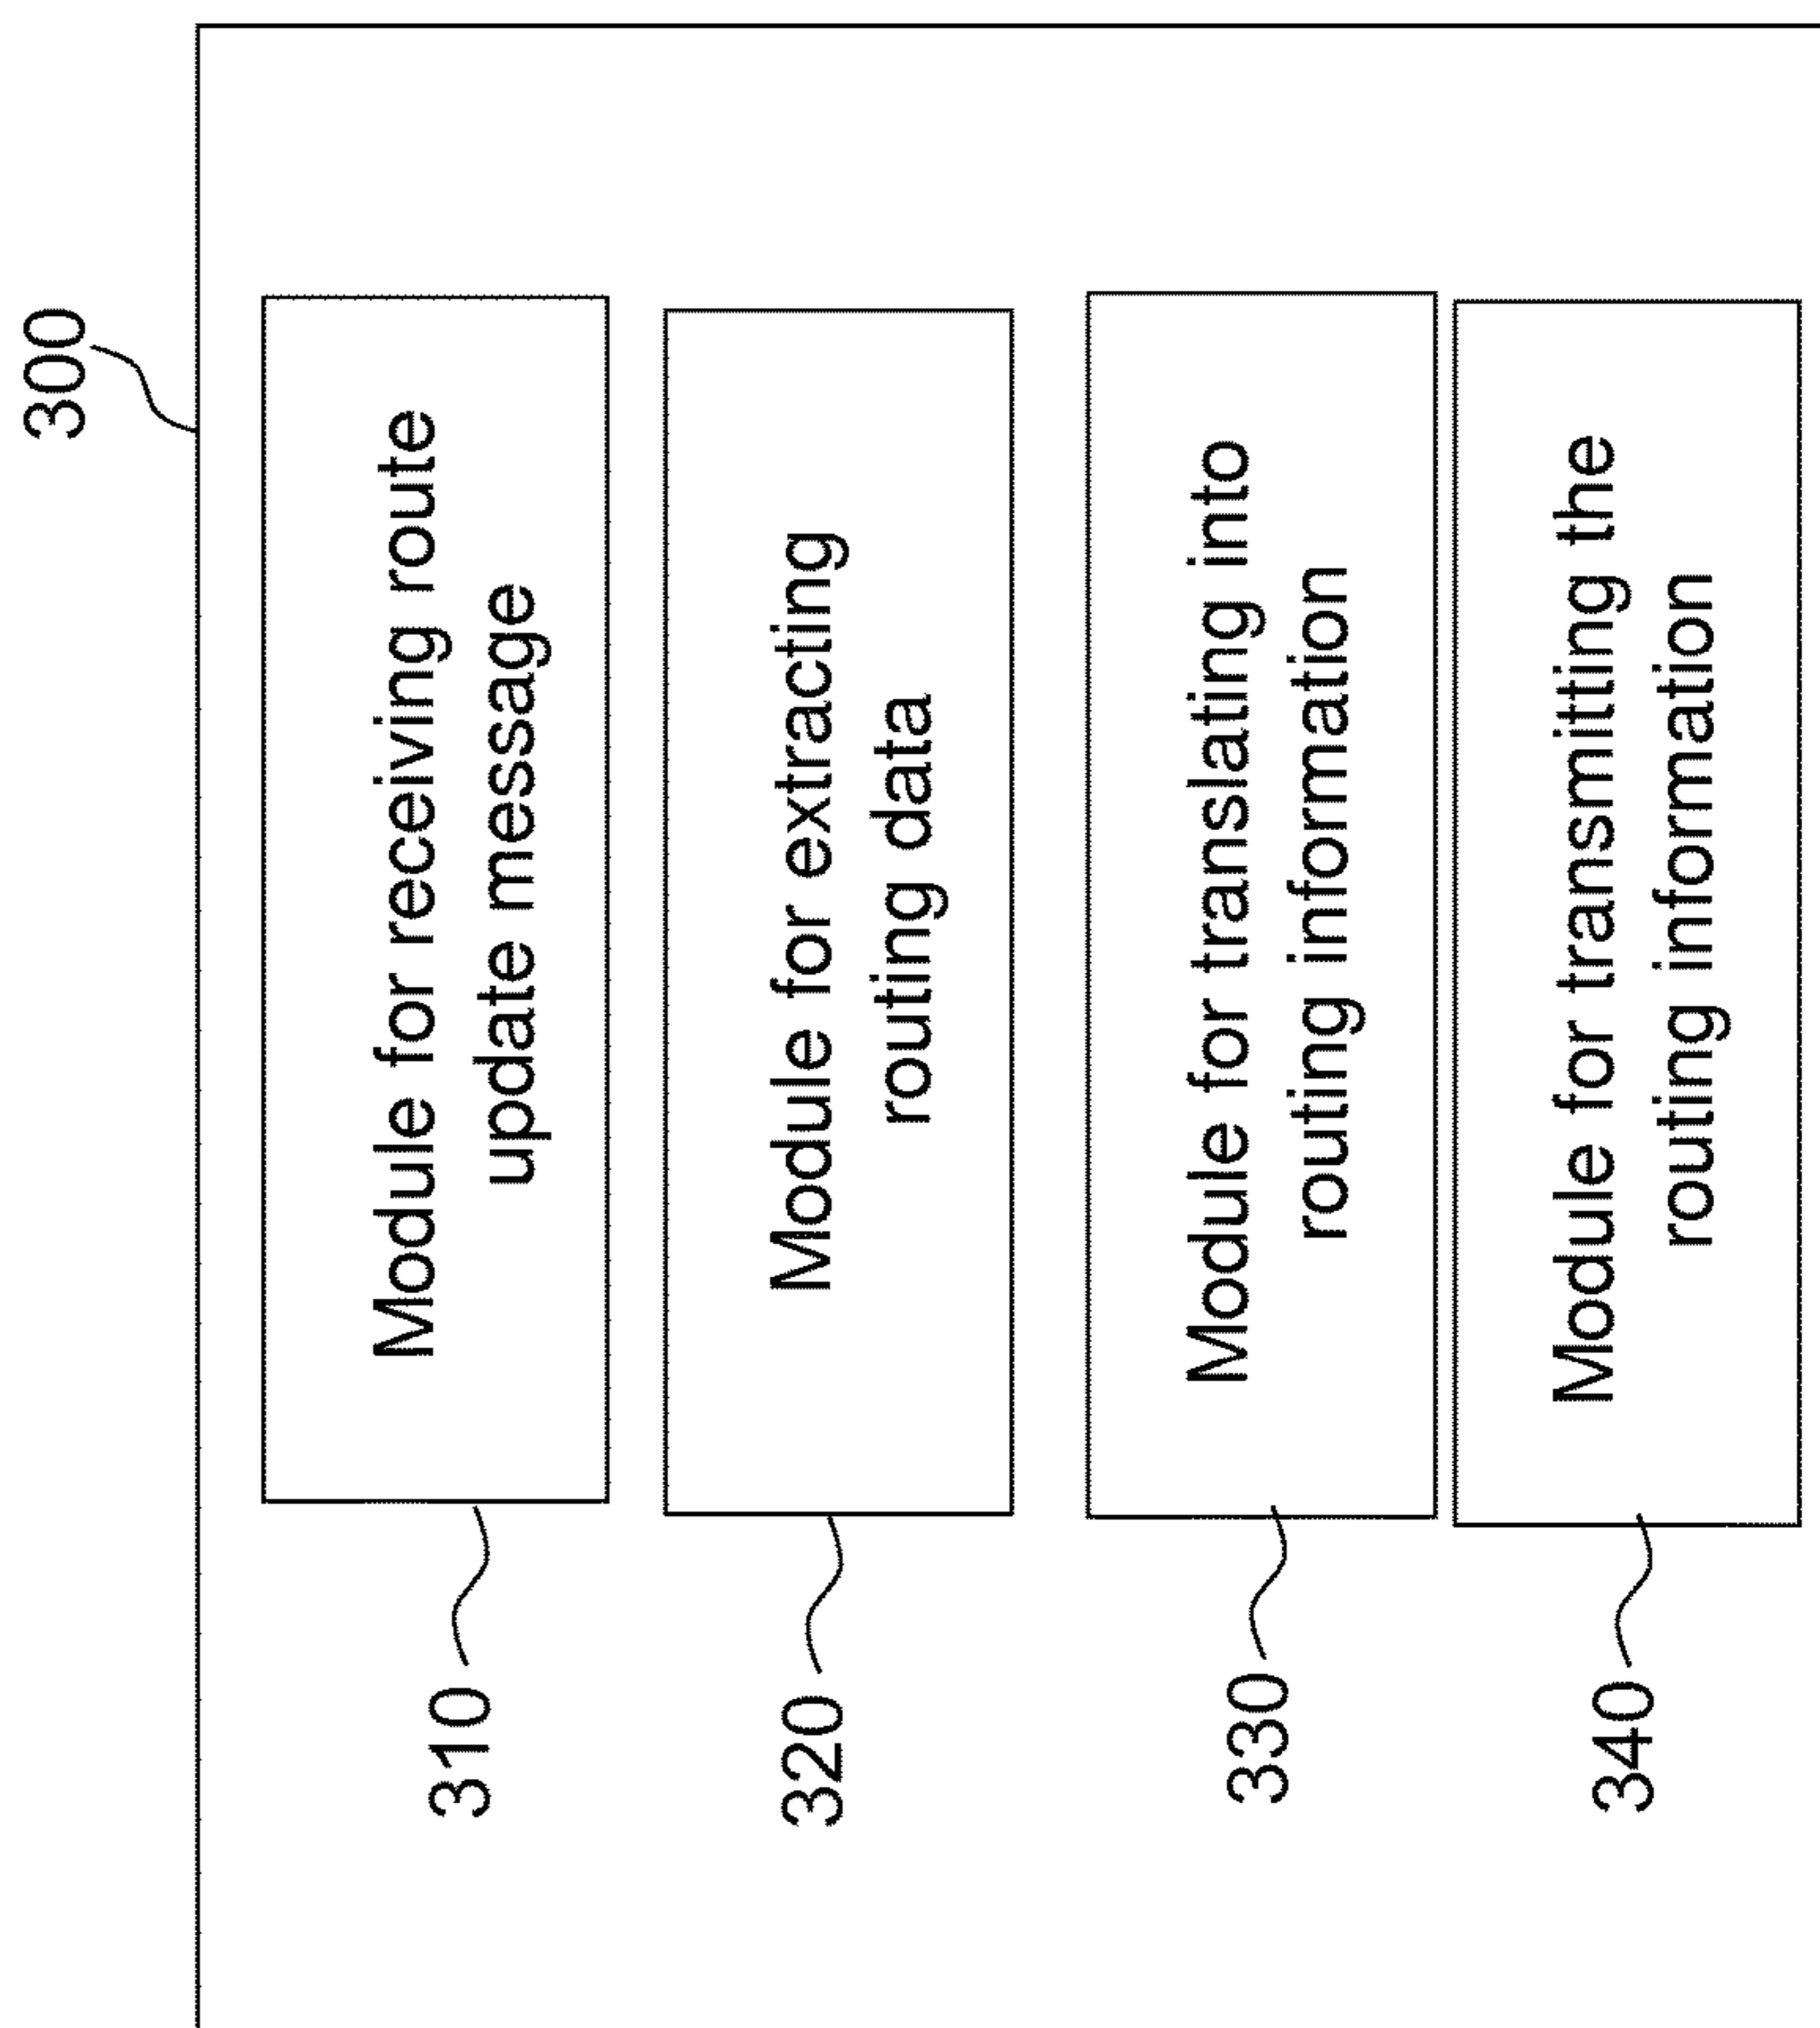 300
310
Module for receiving route
update message
320
Module for extracting
routing data
330
Module for translating into
routing information
340
Module for transmitting the
routing information